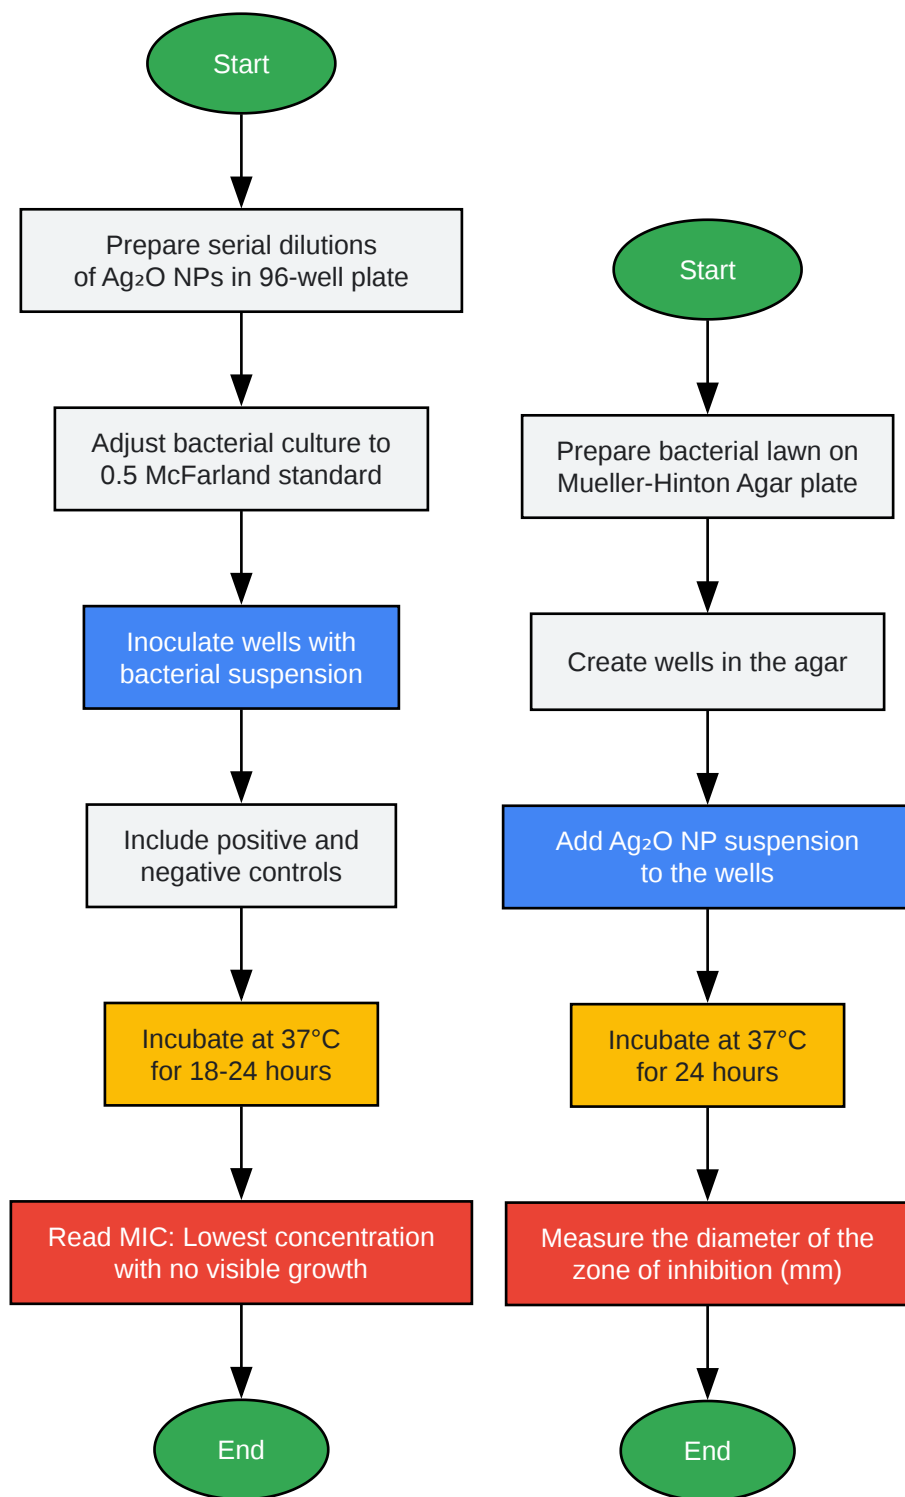 Start
Prepare serial dilutions
of Ag₂O NPs in 96-well plate
Adjust bacterial culture to
0.5 McFarland standard
Inoculate wells with
bacterial suspension
Include positive and
negative controls
Incubate at 37°C
for 18-24 hours
Read MIC: Lowest concentration
with no visible growth
End
Start
Prepare bacterial lawn on
Mueller-Hinton Agar plate
Create wells in the agar
Add Ag₂O NP suspension
to the wells
Incubate at 37°C
for 24 hours
Measure the diameter of the
zone of inhibition (mm)
End